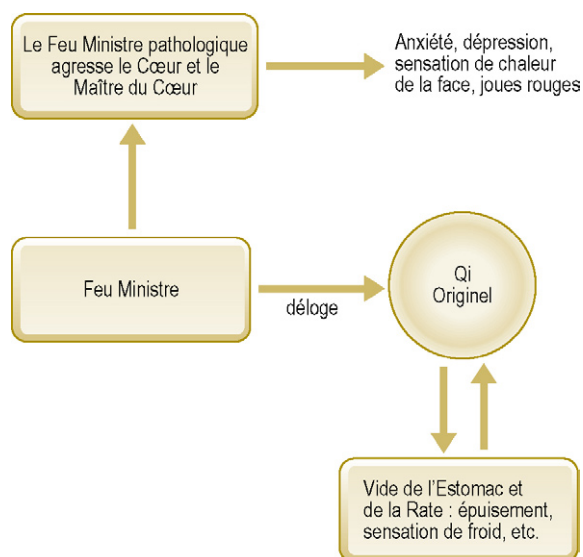 Le Feu Ministre pathologique
agresse le Cœur et le
Maître du Cœur
Anxiété, dépression,
sensation de chaleur
de la face, joues rouges
Feu Ministre
déloge
Qi
Originel
Vide de l'Estomac et
de la Rate : épuisement,
sensation de froid, etc.